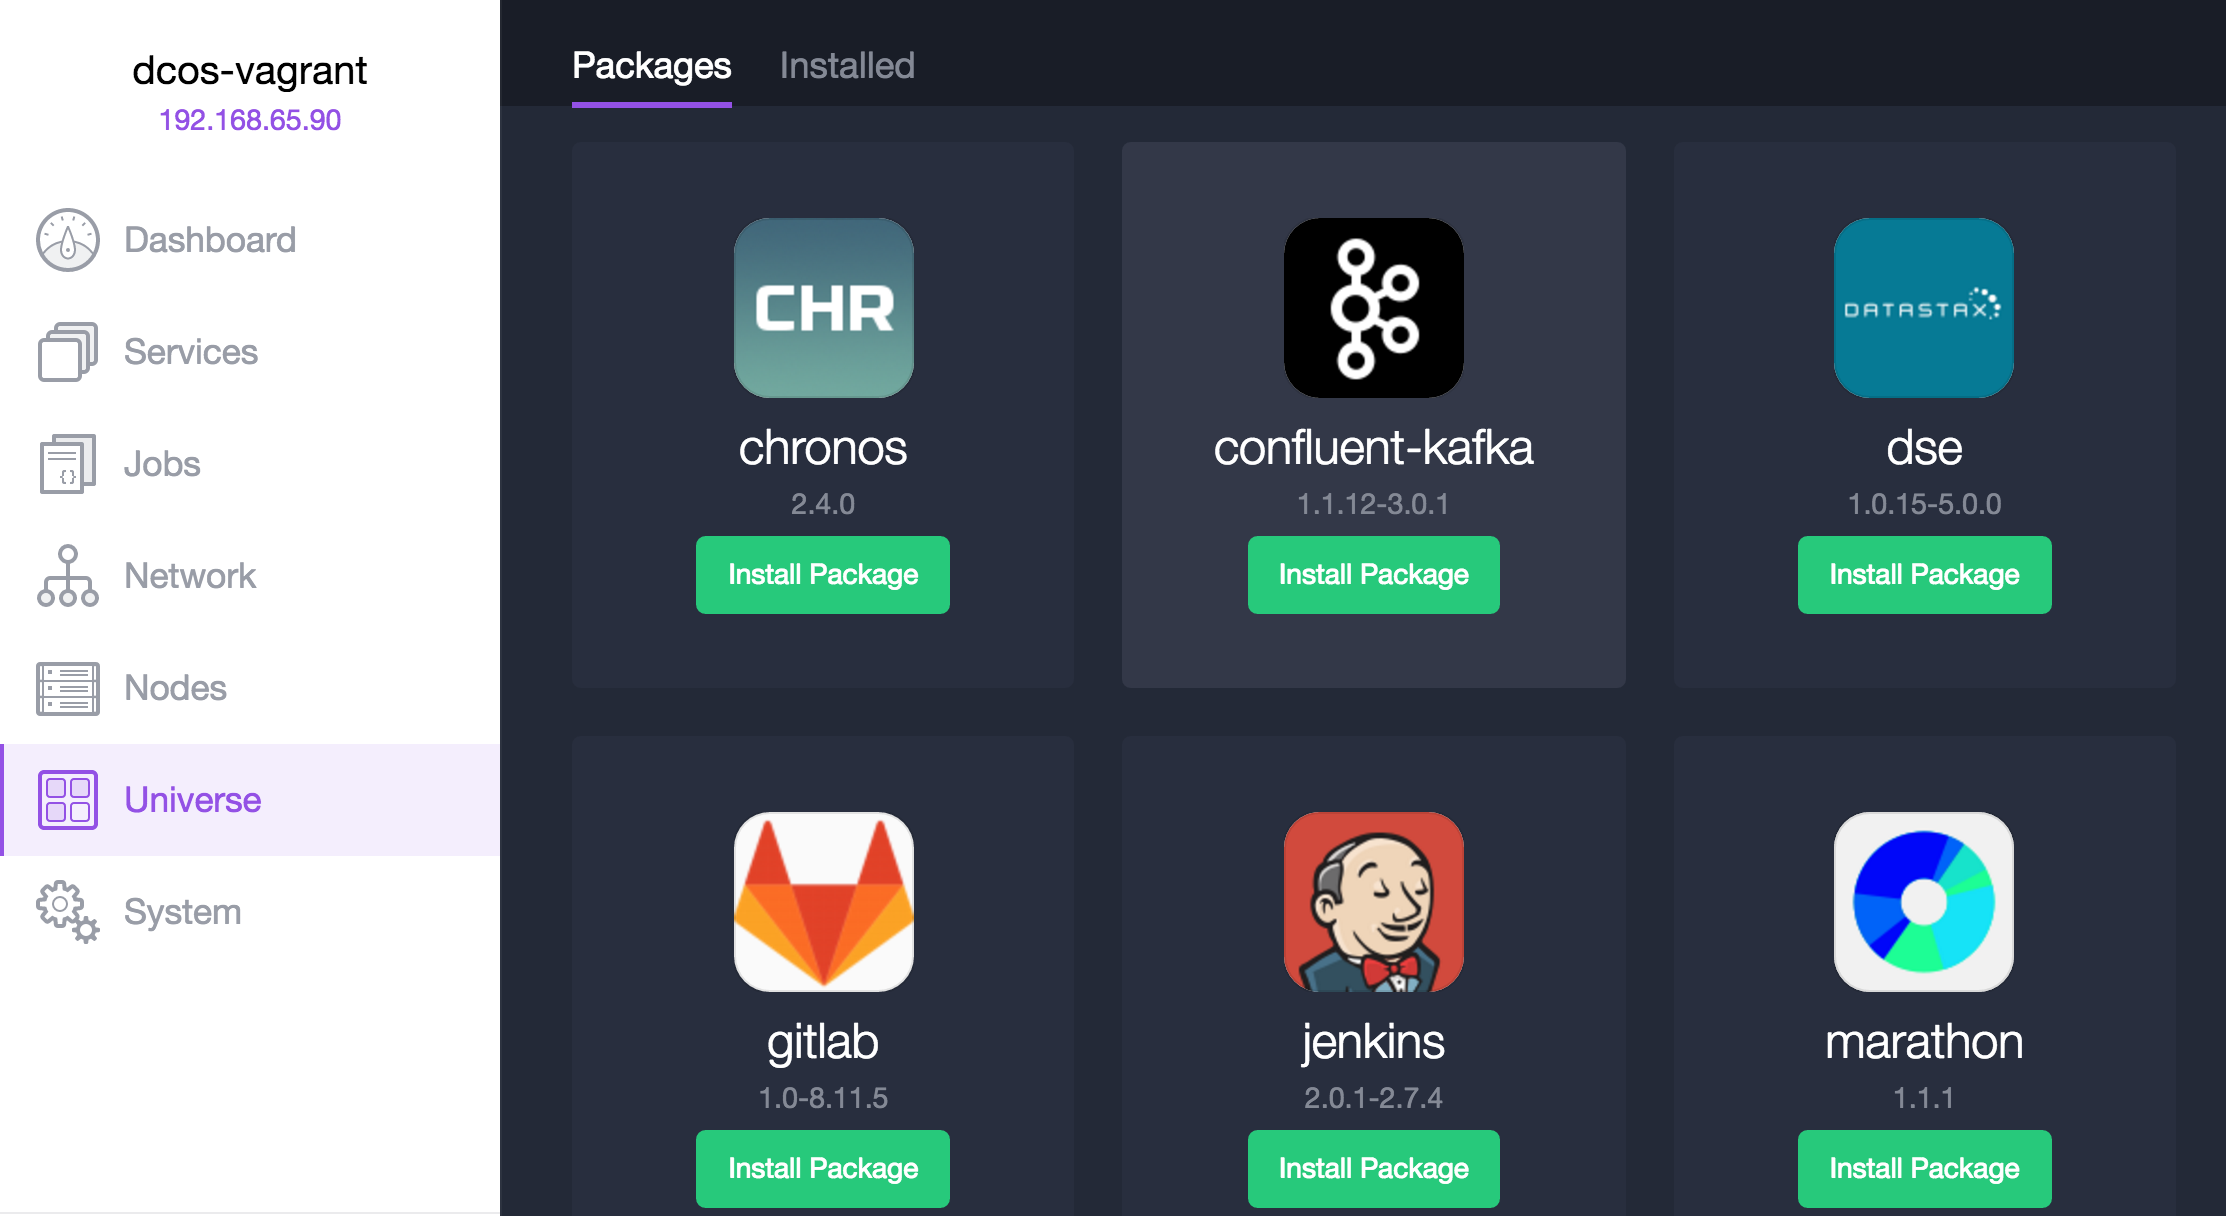 dcos-vagrant
192.168.65.90
Dashboard
Services
Jobs
{}
Network
Nodes
Universe
System
Packages Installed
CHR
chronos
2.4.0
Install Package
confluent-kafka
1.1.12-3.0.1
Install Package
DATASTAX
dse
1.0.15-5.0.0
Install Package
gitlab
1.0-8.11.5
Install Package
jenkins
2.0.1-2.7.4
Install Package
marathon
1.1.1
Install Package